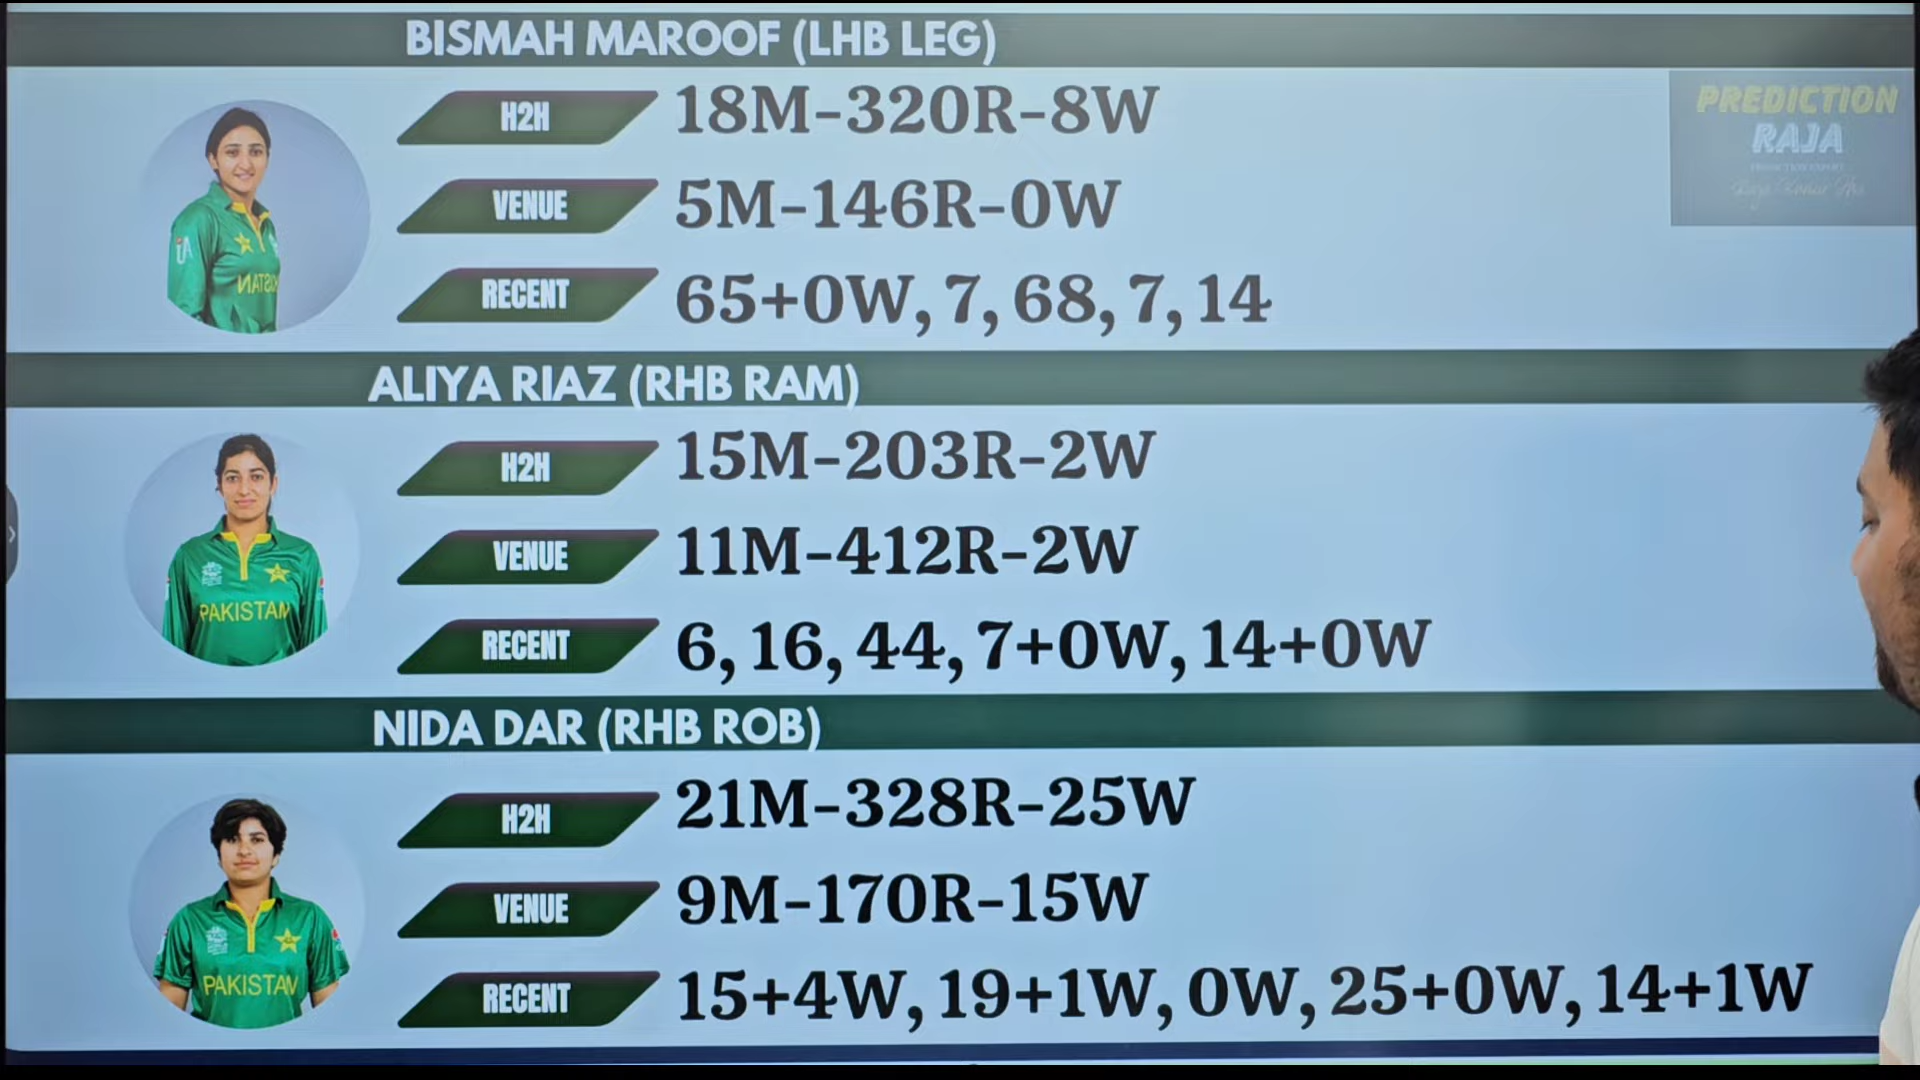 BISMAH MAROOF (LHB LEG)
H2H 18M-320R-8W
VENUE 5M-146R-0W
RECENT 65+0W, 7, 68, 7, 14
PREDICTION
RAJA
ALIYA RIAZ (RHB RAM)
H2H 15M-203R-2W
VENUE 11M-412R-2W
RECENT 6, 16, 44, 7+0W, 14+0W
PAKISTAN
NIDA DAR (RHB ROB)
H2H 21M-328R-25W
VENUE 9M-170R-15W
RECENT 15+4W, 19+1W, 0W, 25+0W, 14+1W
PAKISTAN